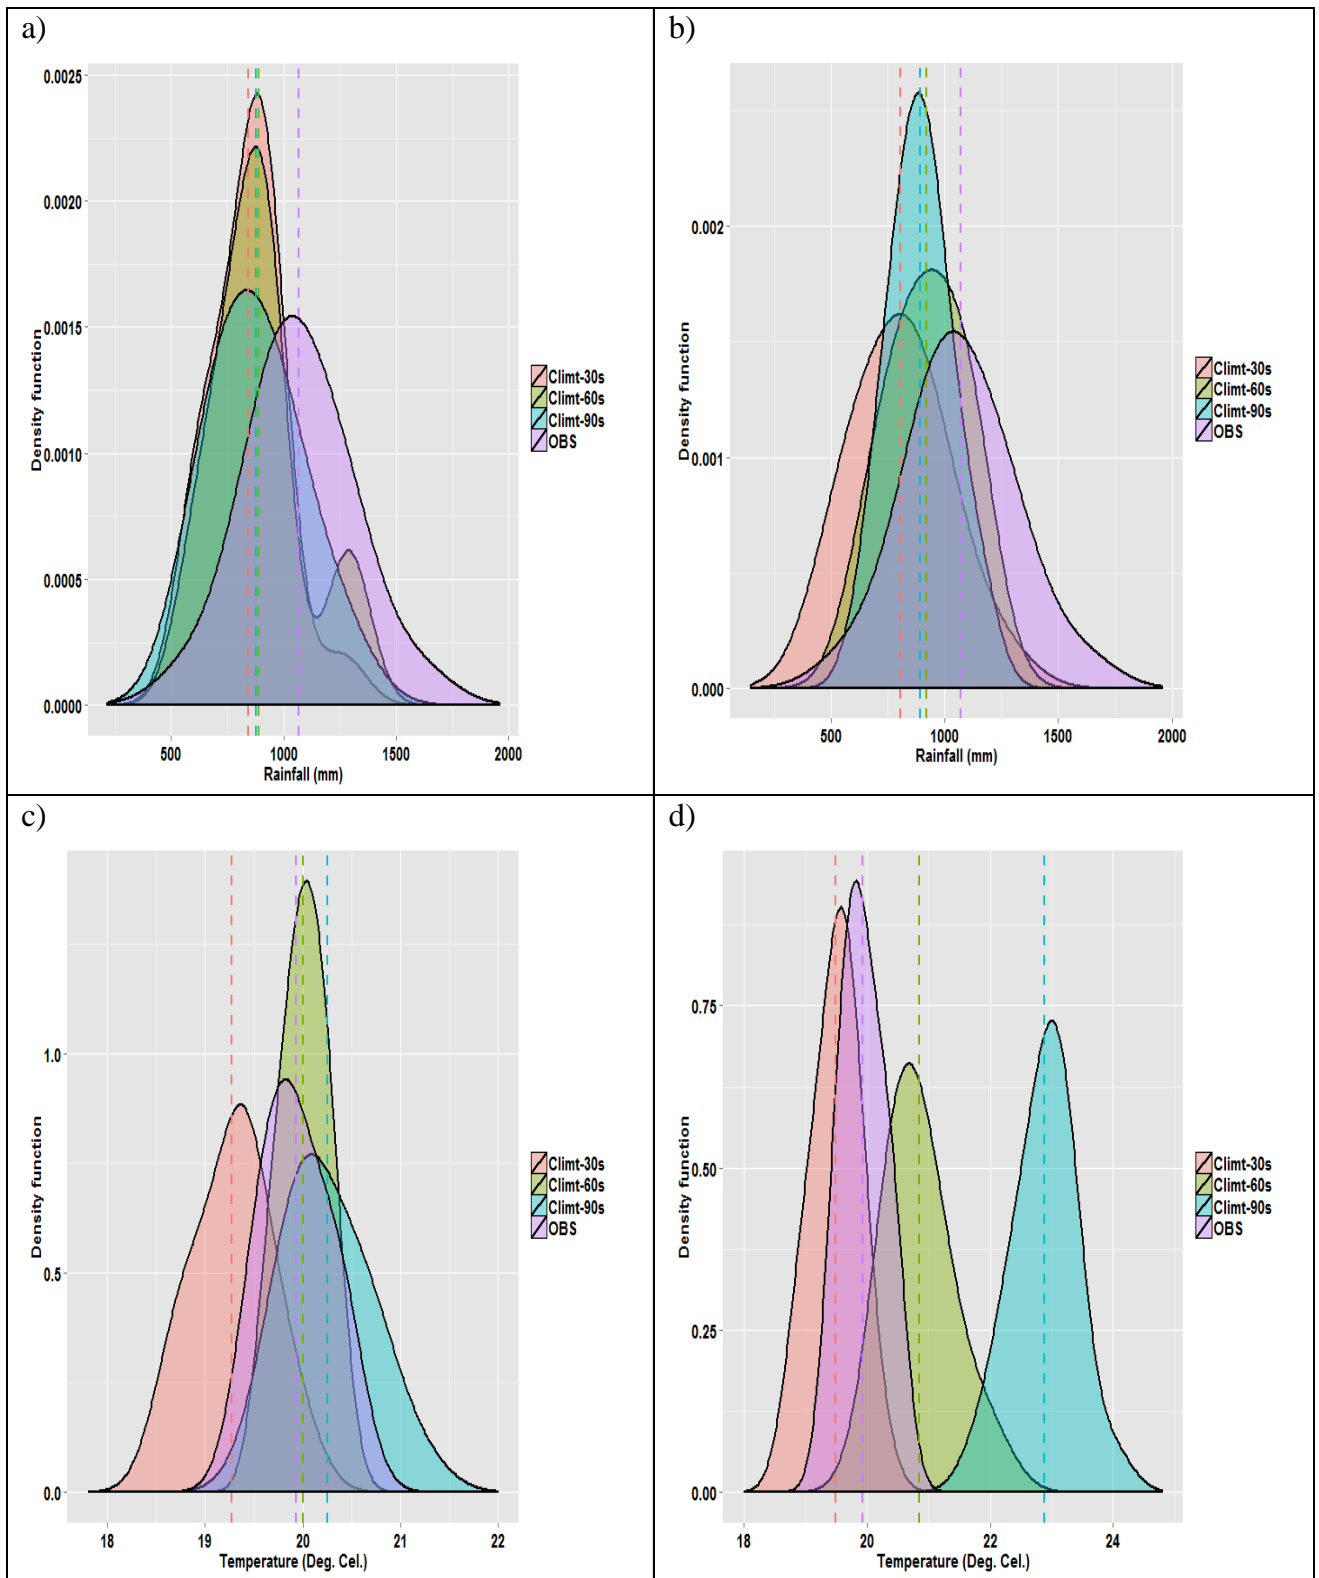 a)
0.0025
0.0020
0.0015
0.0010
0.0005
0.0000
Density function
500 1000 1500 2000
Rainfall (mm)
Climt-30s
Climt-60s
Climt-90s
OBS
b)
0.002
0.001
0.000
Density function
500 1000 1500 2000
Rainfall (mm)
Climt-30s
Climt-60s
Climt-90s
OBS
c)
1.0
0.5
0.0
Density function
18 19 20 21 22
Temperature (Deg. Cel.)
Climt-30s
Climt-60s
Climt-90s
OBS
d)
0.75
0.50
0.25
0.00
Density function
18 20 22 24
Temperature (Deg. Cel.)
Climt-30s
Climt-60s
Climt-90s
OBS